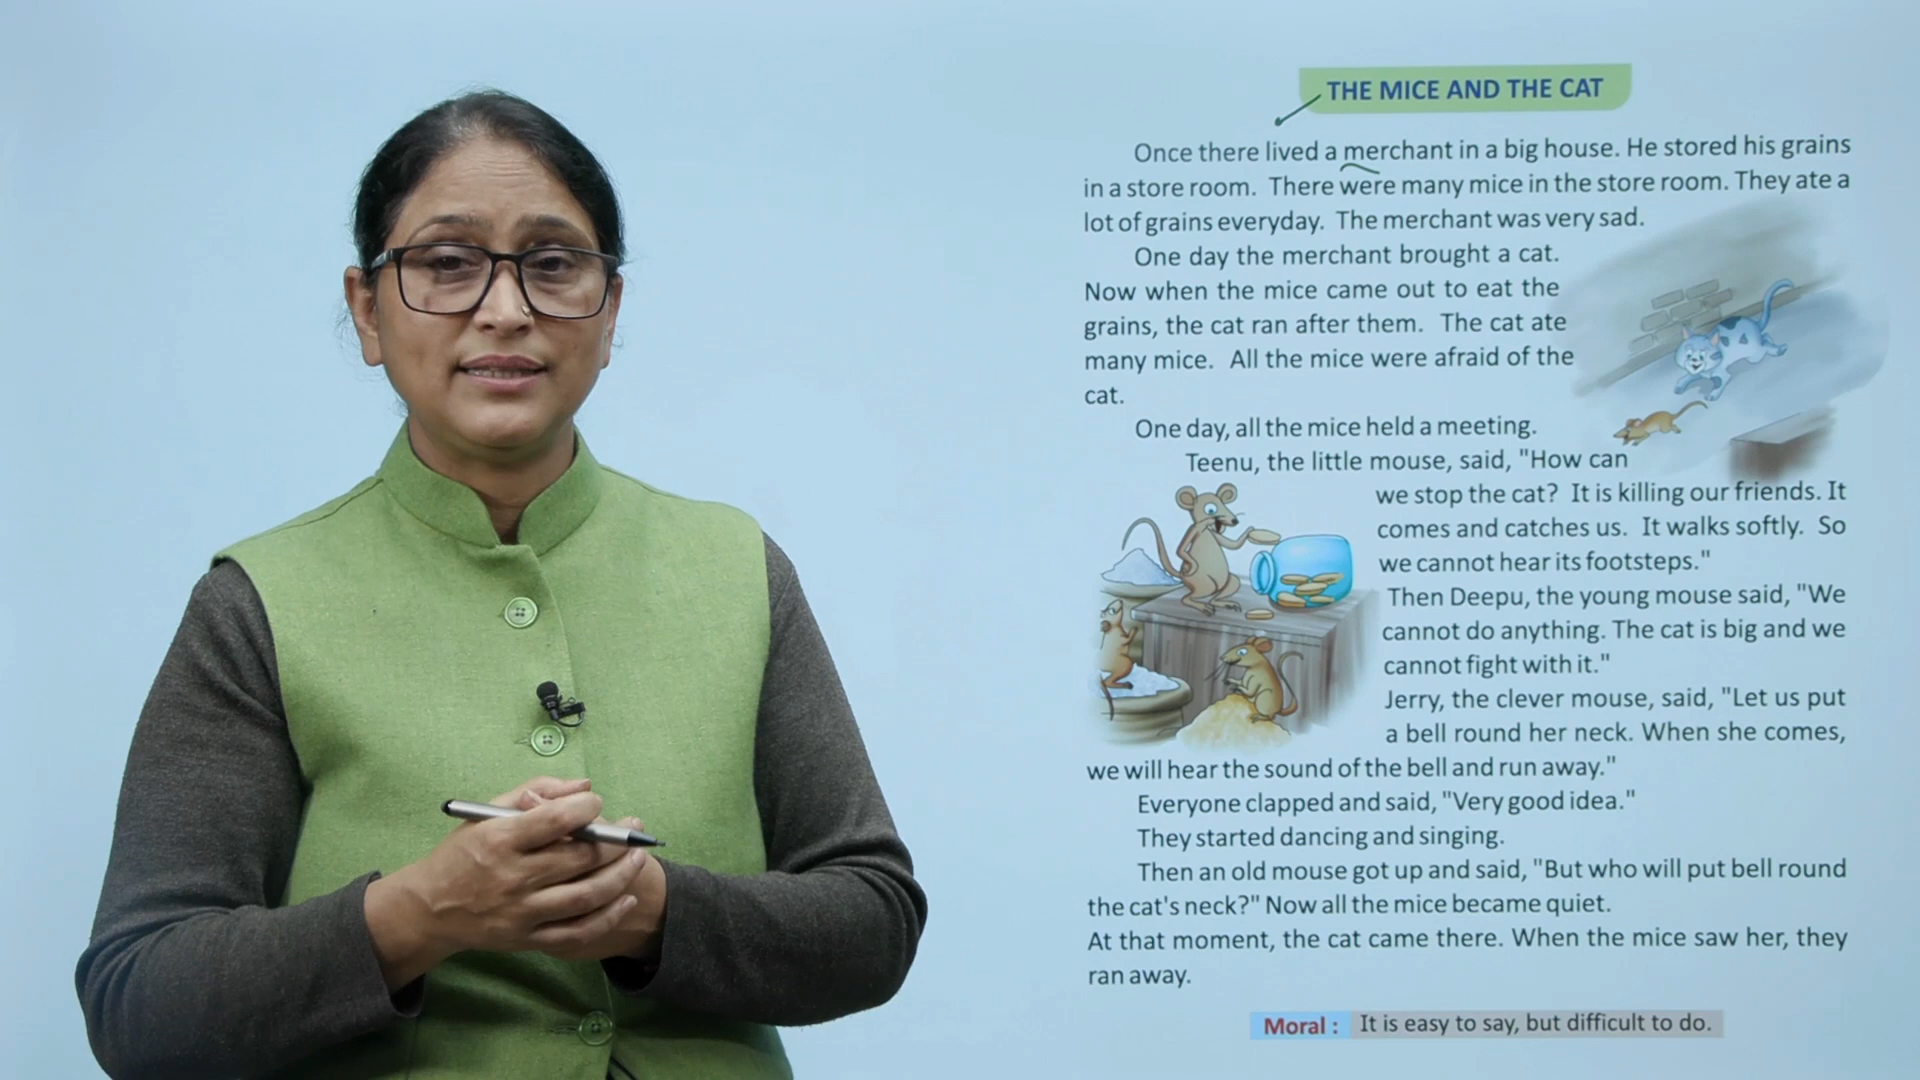 THE MICE AND THE CAT
Once there lived a merchant in a big house. He stored his grains
in a store room. There were many mice in the store room. They ate a
lot of grains everyday. The merchant was very sad.
One day the merchant brought a cat.
Now when the mice came out to eat the
grains, the cat ran after them. The cat ate
many mice. All the mice were afraid of the
cat.
One day, all the mice held a meeting.
Teenu, the little mouse, said, "How can
we stop the cat? It is killing our friends. It
comes and catches us. It walks softly. So
we cannot hear its footsteps."
Then Deepu, the young mouse said, "We
cannot do anything. The cat is big and we
cannot fight with it."
Jerry, the clever mouse, said, "Let us put
a bell round her neck. When she comes,
we will hear the sound of the bell and run away."
Everyone clapped and said, "Very good idea."
They started dancing and singing.
Then an old mouse got up and said, "But who will put bell round
the cat's neck?" Now all the mice became quiet.
At that moment, the cat came there. When the mice saw her, they
ran away.
Moral : It is easy to say, but difficult to do.